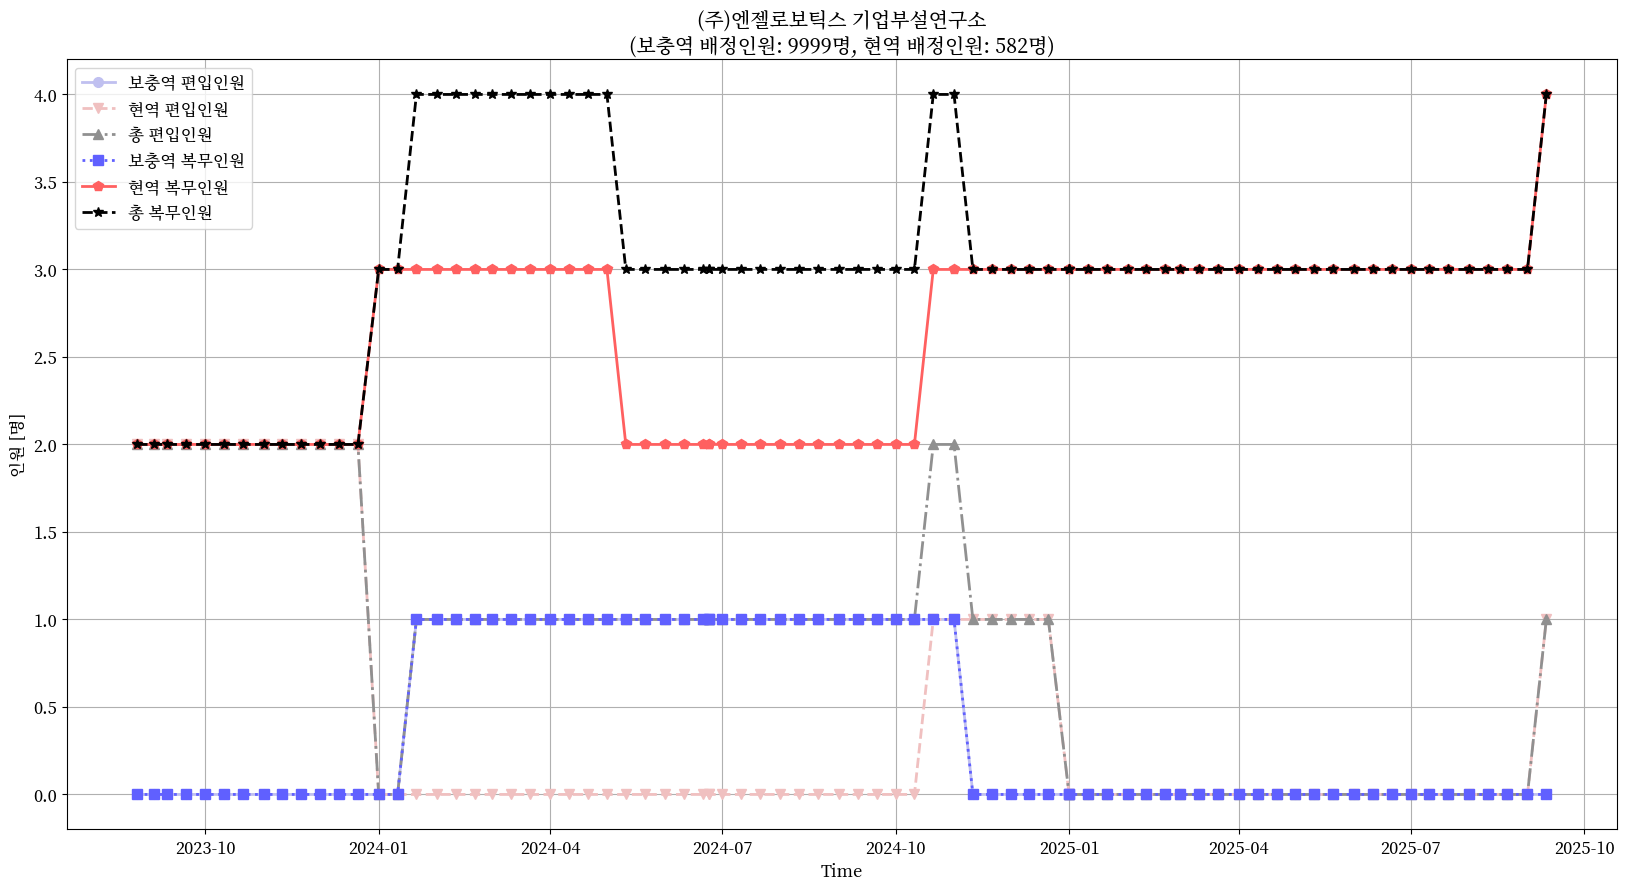 (주)엔젤로보틱스 기업부설연구소
(보충역 배정인원: 9999명, 현역 배정인원: 582명)
보충역 편입인원
현역 편입인원
총 편입인원
보충역 복무인원
현역 복무인원
총 복무인원
4.0
3.5
3.0
2.5
2.0
1.5
1.0
0.5
0.0
인원 [명]
2023-10
2024-01
2024-04
2024-07
2024-10
2025-01
2025-04
2025-07
2025-10
Time